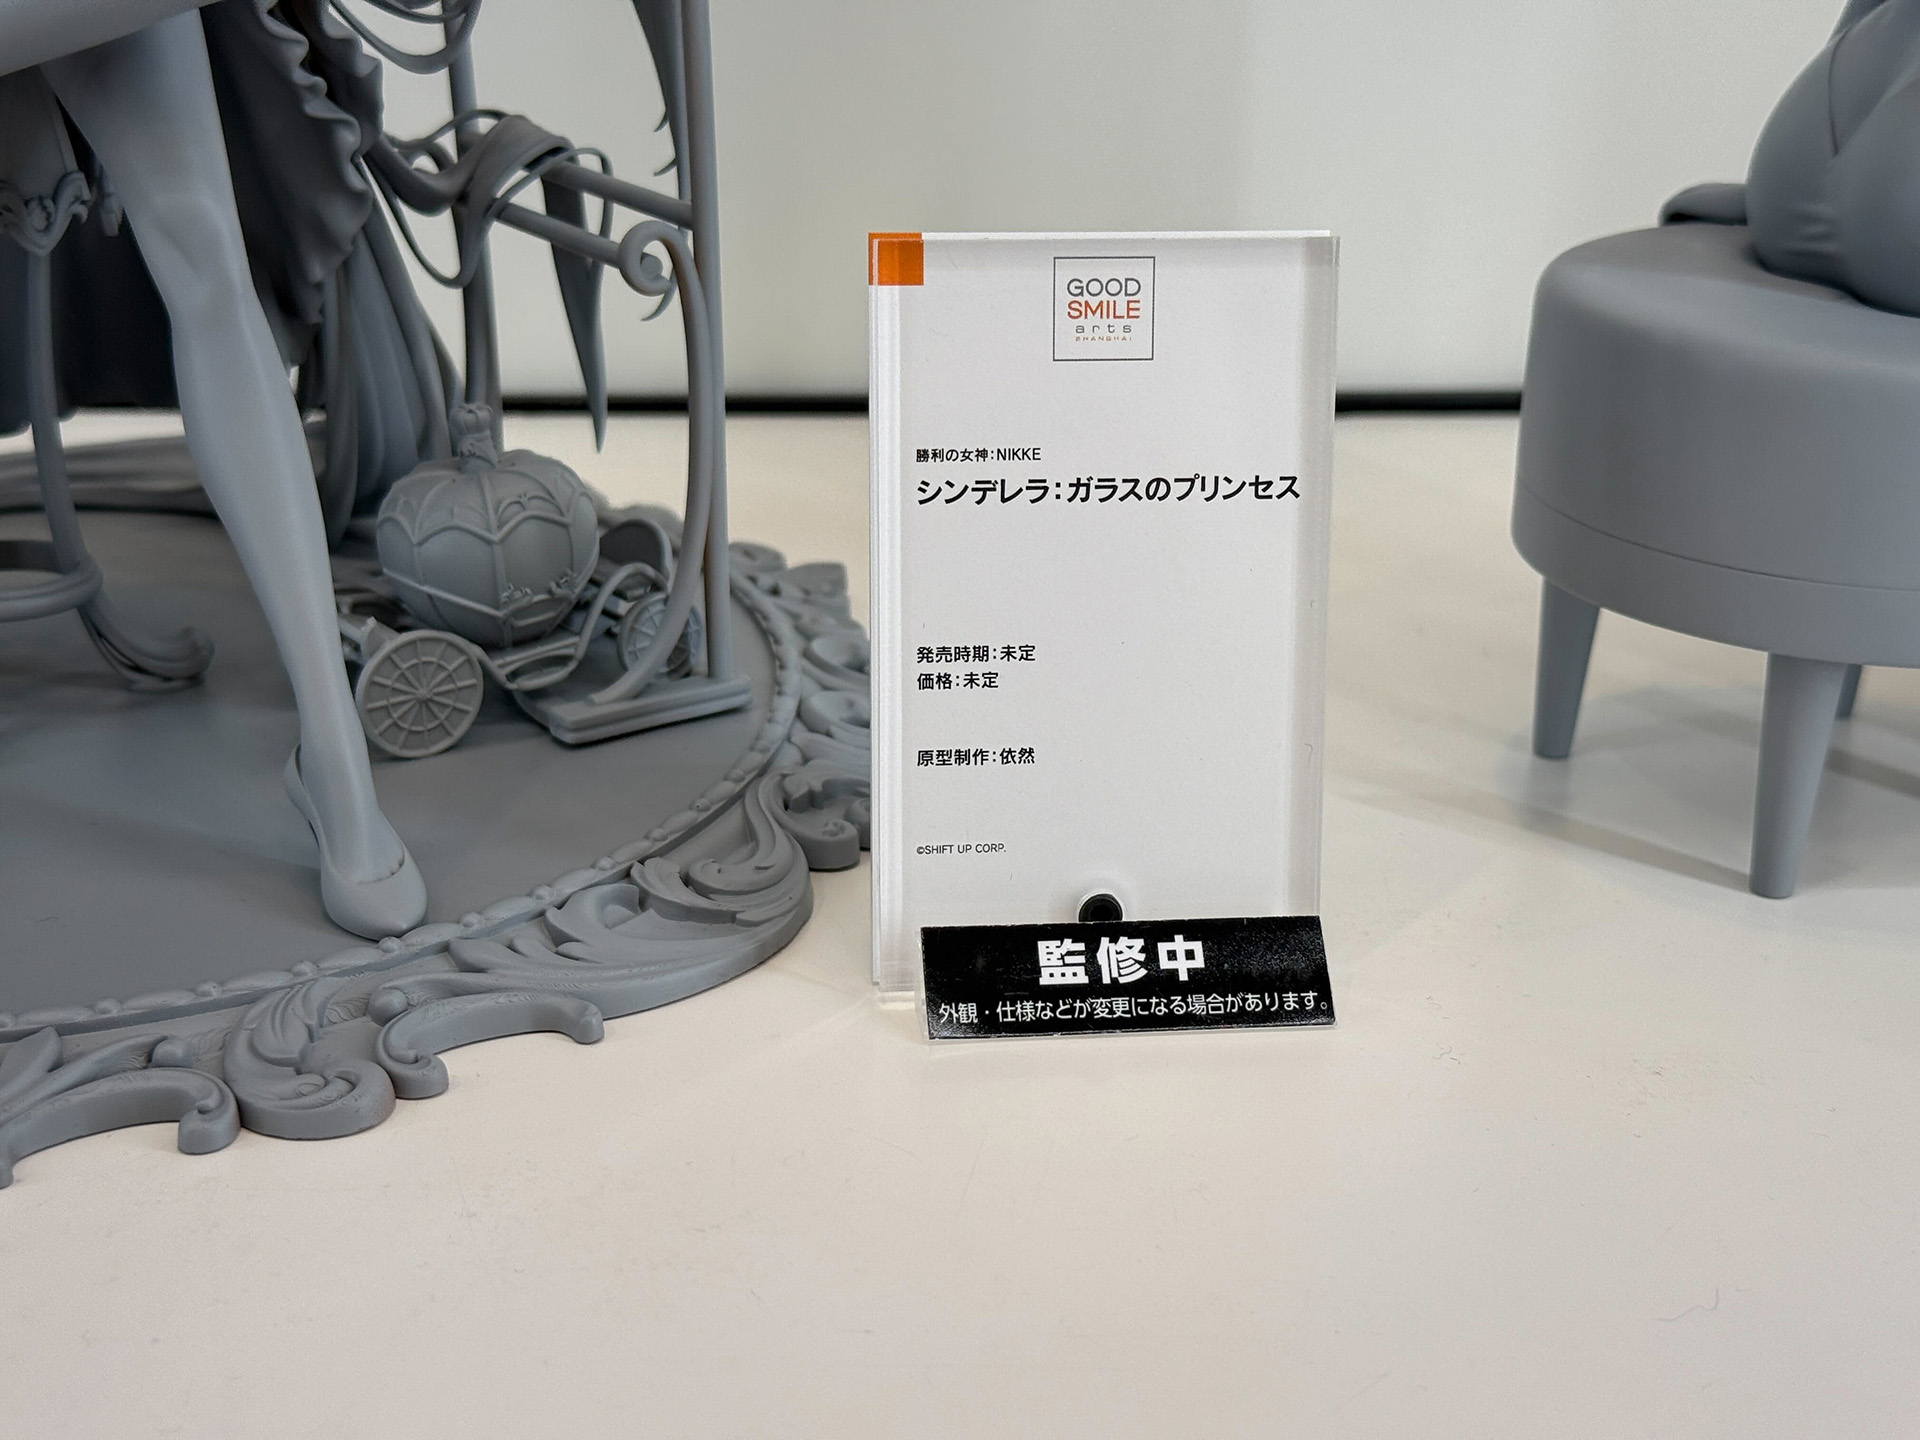 GOOD
SMILE
arts
SHANGHAI
勝利の女神：NIKKE
シンデレラ：ガラスのプリンセス
発売時期：未定
価格：未定
原型制作：依然
©SHIFT UP CORP.
監修中
外観・仕様などが変更になる場合があります。